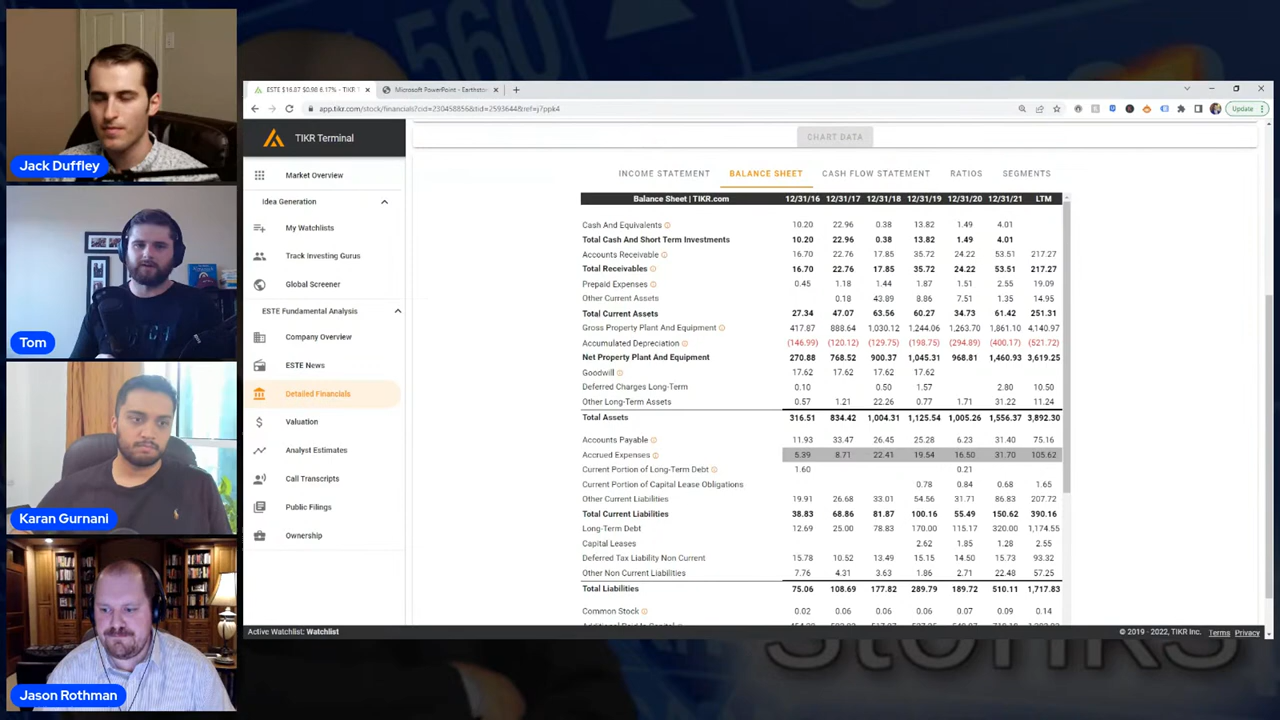 Jack Duffley
Tom
Karan Gurnani
Jason Rothman
ESTE $16.87 $0.98 6.17% - TIKR T
Microsoft PowerPoint - Earthston
app.tikr.com/stock/financials?cid=230458856&tid=2593644&ref=j7ppk4
Update
TIKR Terminal
Market Overview
Idea Generation
My Watchlists
Track Investing Gurus
Global Screener
ESTE Fundamental Analysis
Company Overview
ESTE News
Detailed Financials
Valuation
Analyst Estimates
Call Transcripts
Public Filings
Ownership
CHART DATA
INCOME STATEMENT BALANCE SHEET CASH FLOW STATEMENT RATIOS SEGMENTS
Balance Sheet | TIKR.com 12/31/16 12/31/17 12/31/18 12/31/19 12/31/20 12/31/21 LTM
Cash And Equivalents 10.20 22.96 0.38 13.82 1.49 4.01
Total Cash And Short Term Investments 10.20 22.96 0.38 13.82 1.49 4.01
Accounts Receivable 16.70 22.76 17.85 35.72 24.22 53.51 217.27
Total Receivables 16.70 22.76 17.85 35.72 24.22 53.51 217.27
Prepaid Expenses 0.45 1.18 1.44 1.87 1.51 2.55 19.09
Other Current Assets 0.18 43.89 8.86 7.51 1.35 14.95
Total Current Assets 27.34 47.07 63.56 60.27 34.73 61.42 251.31
Gross Property Plant And Equipment 417.87 888.64 1,030.12 1,244.06 1,263.70 1,861.10 4,140.97
Accumulated Depreciation (146.99) (120.12) (129.75) (198.75) (294.89) (400.17) (521.72)
Net Property Plant And Equipment 270.88 768.52 900.37 1,045.31 968.81 1,460.93 3,619.25
Goodwill 17.62 17.62 17.62 17.62
Deferred Charges Long-Term 0.10 0.50 1.57 2.80 10.50
Other Long-Term Assets 0.57 1.21 22.26 0.77 1.71 31.22 11.24
Total Assets 316.51 834.42 1,004.31 1,125.54 1,005.26 1,556.37 3,892.30
Accounts Payable 11.93 33.47 26.45 25.28 6.23 31.40 75.16
Accrued Expenses 5.39 8.71 22.41 19.54 16.50 31.70 105.62
Current Portion of Long-Term Debt 1.60 0.21
Current Portion of Capital Lease Obligations 0.78 0.84 0.68 1.65
Other Current Liabilities 19.91 26.68 33.01 54.56 31.71 86.83 207.72
Total Current Liabilities 38.83 68.86 81.87 100.16 55.49 150.62 390.16
Long-Term Debt 12.69 25.00 78.83 170.00 115.17 320.00 1,174.55
Capital Leases 2.62 1.85 1.28 2.55
Deferred Tax Liability Non Current 15.78 10.52 13.49 15.15 14.50 15.73 93.32
Other Non Current Liabilities 7.76 4.31 3.63 1.86 2.71 22.48 57.25
Total Liabilities 75.06 108.69 177.82 289.79 189.72 510.11 1,717.83
Common Stock 0.02 0.06 0.06 0.06 0.07 0.09 0.14
Active Watchlist: Watchlist
© 2019 - 2022, TIKR Inc. Terms Privacy